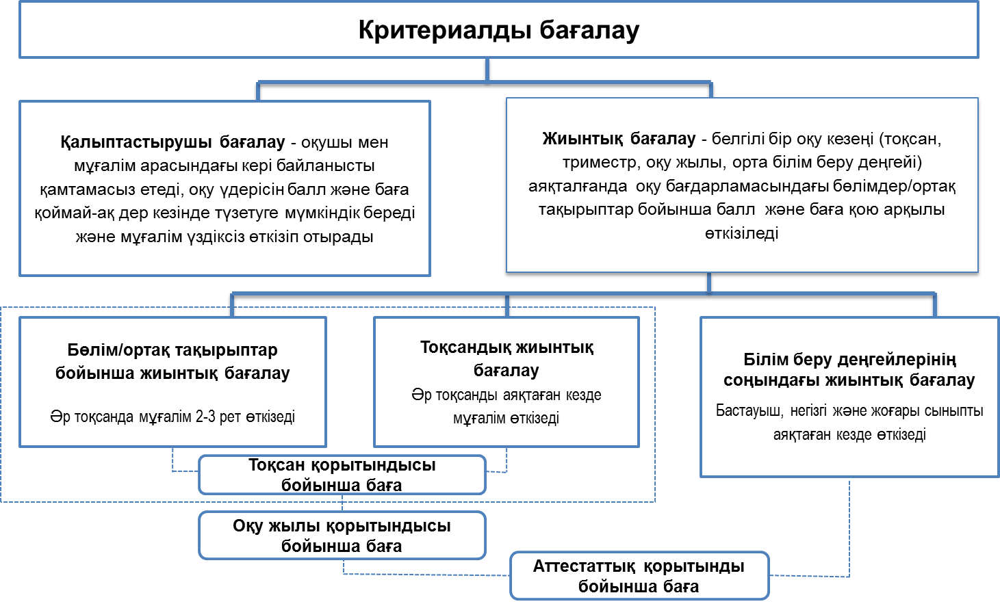 Критериалды бағалау
Қалыптастырушы бағалау - оқушы мен
мұғалім арасындағы кері байланысты
қамтамасыз етеді, оқу үдерісін балл және баға
қоймай-ақ дер кезінде түзетуге мүмкіндік береді
және мұғалім үздіксіз өткізіп отырады
Жиынтық бағалау - белгілі бір оқу кезеңі (тоқсан,
триместр, оқу жылы, орта білім беру деңгейі)
аяқталғанда оқу бағдарламасындағы бөлімдер/ортақ
тақырыптар бойынша балл және баға қою арқылы
өткізіледі
Бөлім/ортақ тақырыптар
бойынша жиынтық бағалау
Әр тоқсанда мұғалім 2-3 рет өткізеді
Тоқсандық жиынтық
бағалау
Әр тоқсанды аяқтаған кезде
мұғалім өткізеді
Білім беру деңгейлерінің
соңындағы жиынтық бағалау
Бастауыш, негізгі және жоғары сыныпты
аяқтаған кезде өткізеді
Тоқсан қорытындысы
бойынша баға
Оқу жылы қорытындысы
бойынша баға
Аттестаттық қорытынды
бойынша баға